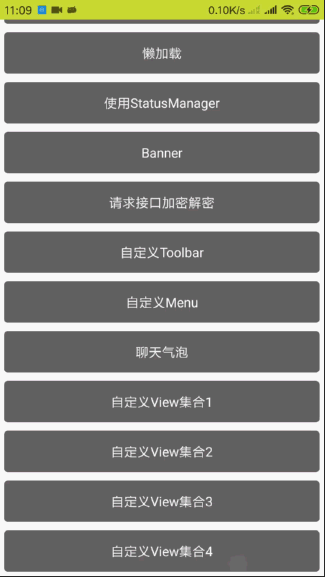 11:09 0.10K/s
懒加载
使用StatusManager
Banner
请求接口加密解密
自定义Toolbar
自定义Menu
聊天气泡
自定义View集合1
自定义View集合2
自定义View集合3
自定义View集合4